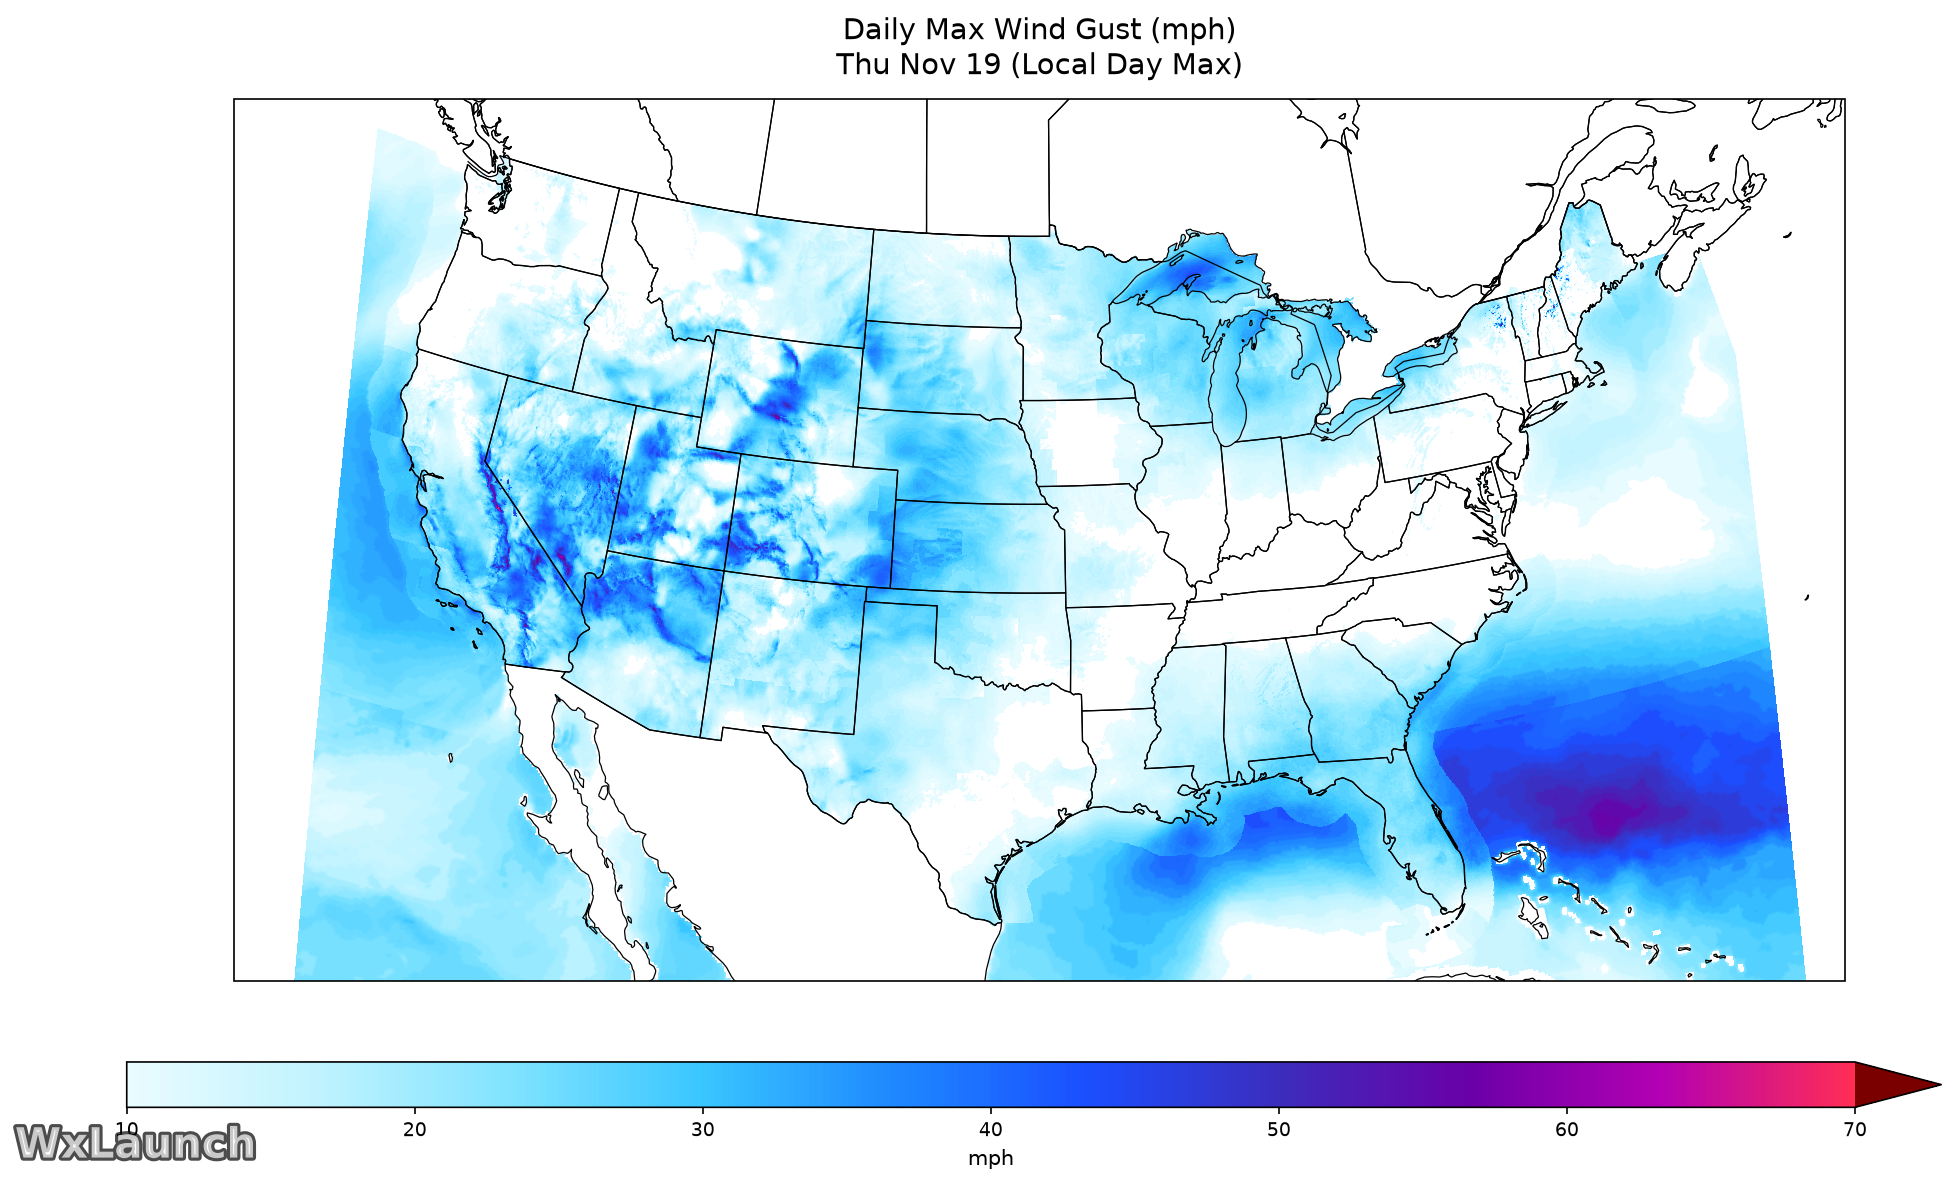 Daily Max Wind Gust (mph)
Thu Nov 19 (Local Day Max)
10 20 30 40 50 60 70
mph
WxLaunch